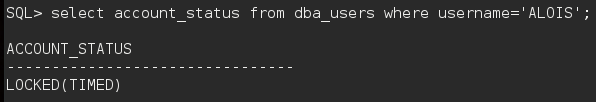 SQL> select account_status from dba_users where username='ALOIS';
ACCOUNT_STATUS
--------------------------------
LOCKED(TIMED)